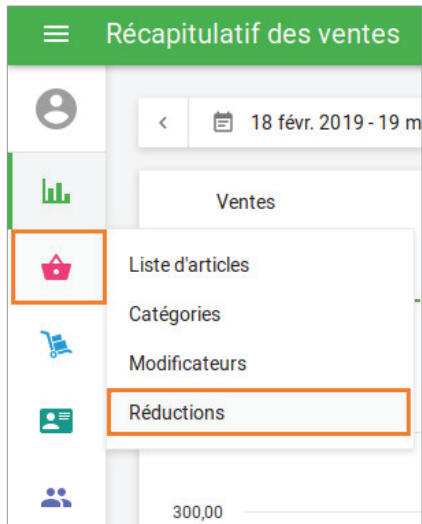 Récapitulatif des ventes
18 févr. 2019 - 19 m
Ventes
Liste d'articles
Catégories
Modificateurs
Réductions
300,00